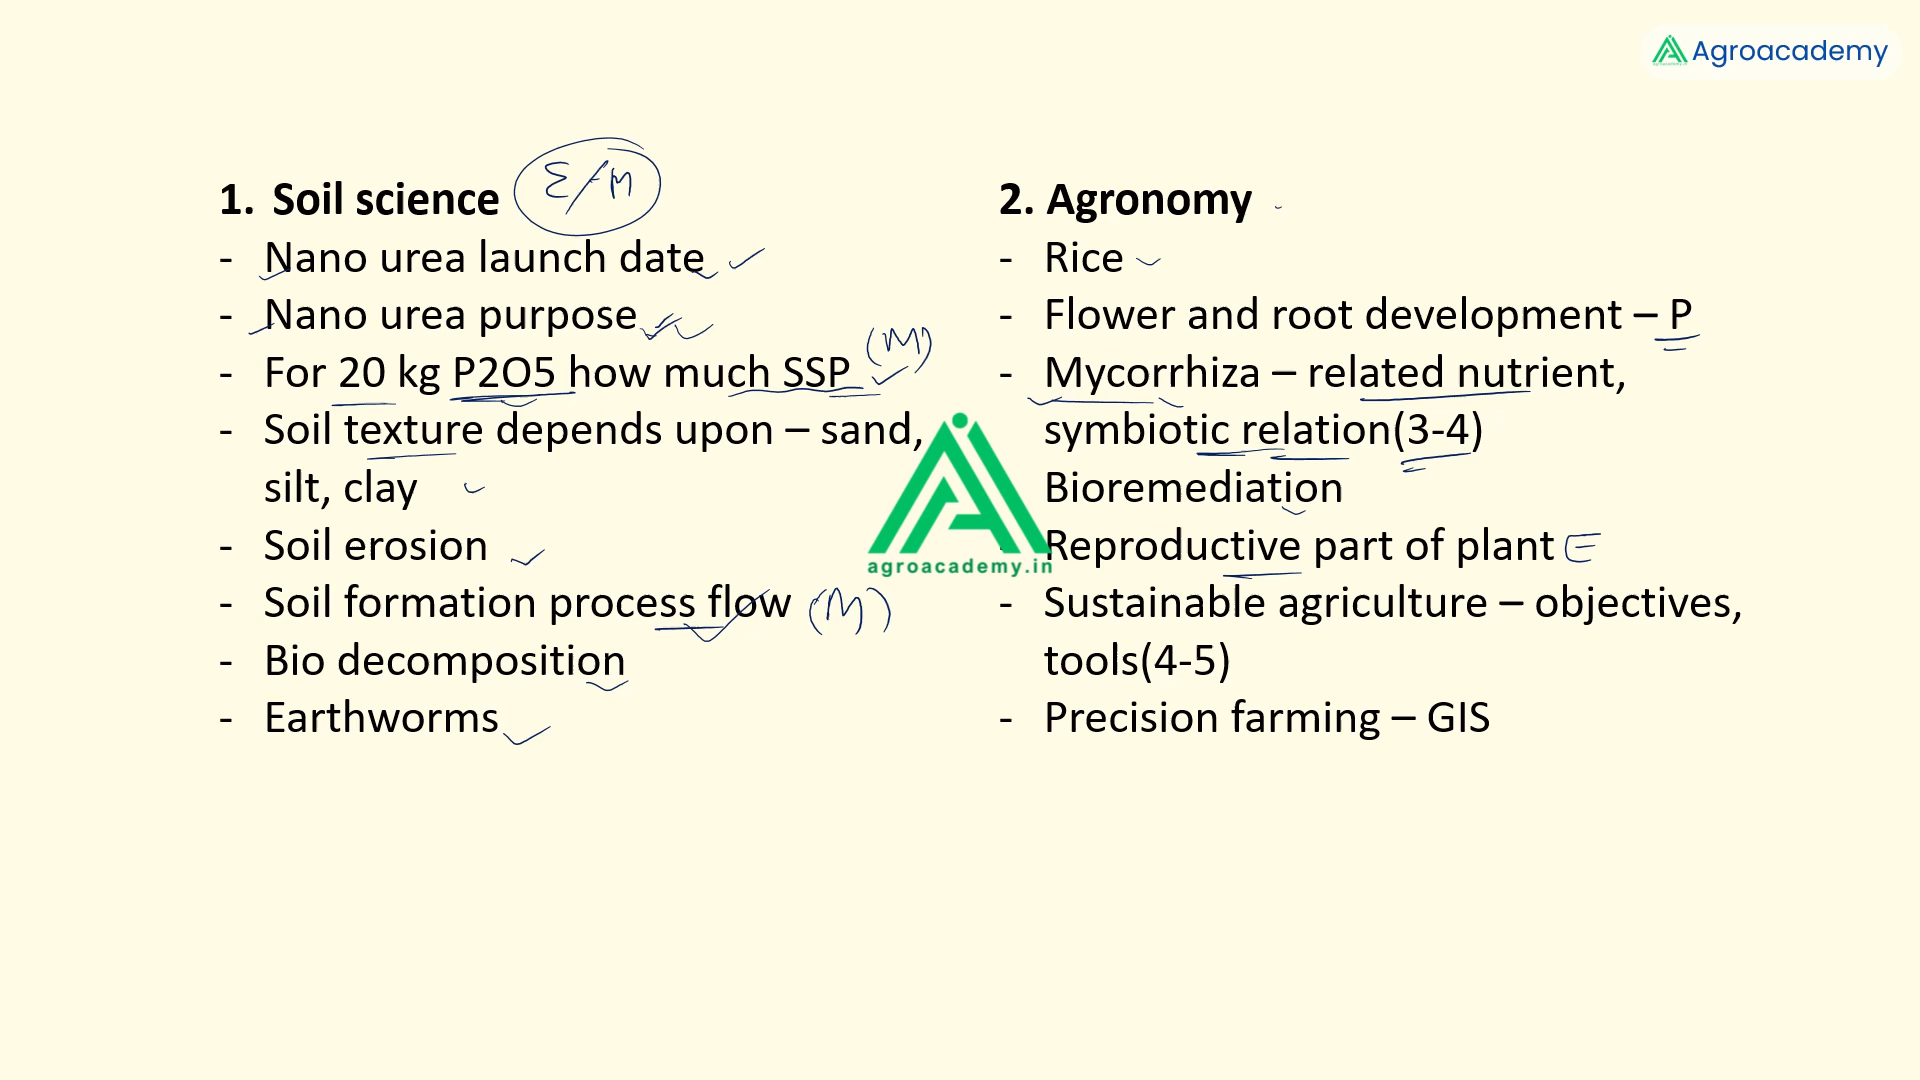 Agroacademy
1. Soil science E/M
- Nano urea launch date
- Nano urea purpose
- For 20 kg P2O5 how much SSP (M)
- Soil texture depends upon – sand,
silt, clay
- Soil erosion
- Soil formation process flow (M)
- Bio decomposition
- Earthworms
2. Agronomy
- Rice
- Flower and root development – P
- Mycorrhiza – related nutrient,
symbiotic relation(3-4)
Bioremediation
- Reproductive part of plant E
- Sustainable agriculture – objectives,
tools(4-5)
- Precision farming – GIS
agroacademy.in